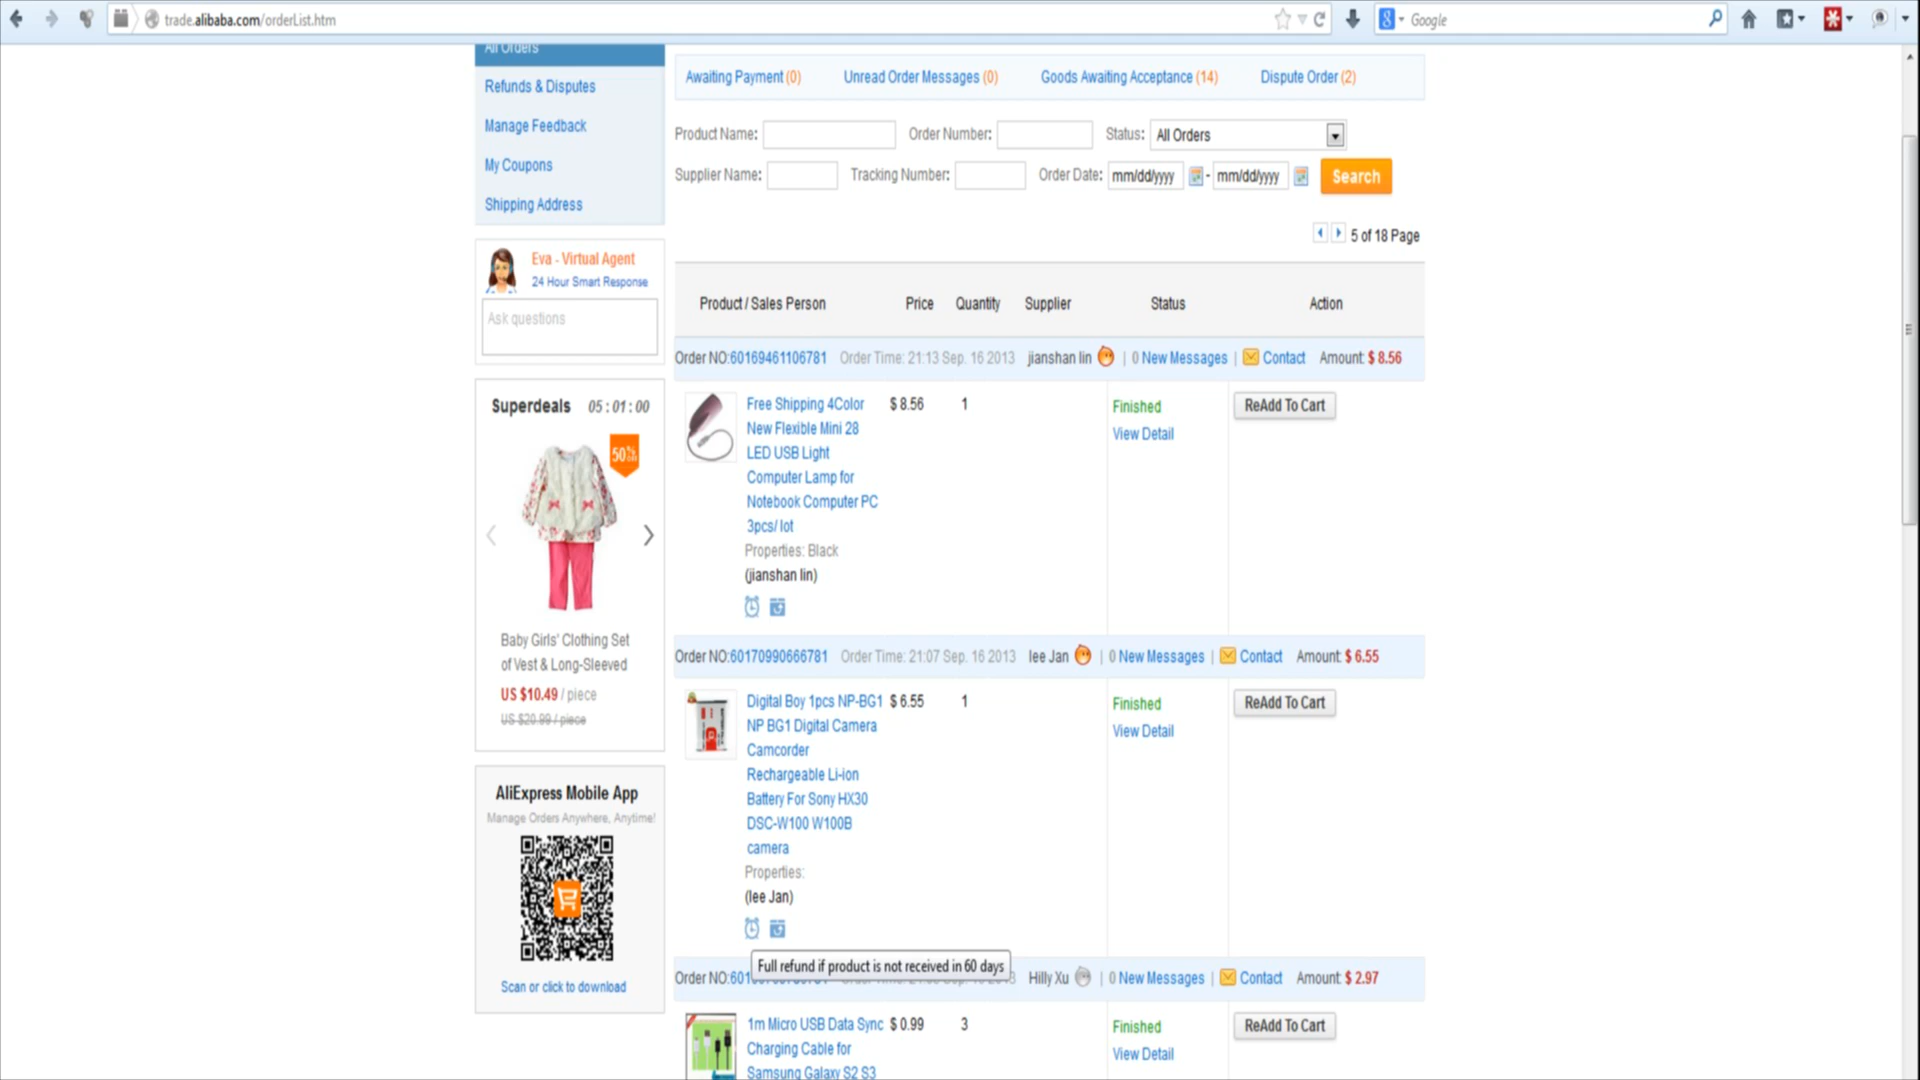 trade.alibaba.com/orderList.htm
Google
All Orders
Refunds & Disputes
Manage Feedback
My Coupons
Shipping Address
Eva - Virtual Agent
24 Hour Smart Response
Ask questions
Superdeals 05 : 01 : 00
50%
Baby Girls' Clothing Set
of Vest & Long-Sleeved
US $10.49 / piece
US $20.99 / piece
AliExpress Mobile App
Manage Orders Anywhere, Anytime!
Scan or click to download
Awaiting Payment (0) Unread Order Messages (0) Goods Awaiting Acceptance (14) Dispute Order (2)
Product Name: Order Number: Status: All Orders
Supplier Name: Tracking Number: Order Date: mm/dd/yyyy - mm/dd/yyyy Search
5 of 18 Page
Product / Sales Person Price Quantity Supplier Status Action
Order NO:60169461106781 Order Time: 21:13 Sep. 16 2013 jianshan lin | 0 New Messages | Contact Amount: $ 8.56
Free Shipping 4Color $ 8.56 1 Finished ReAdd To Cart
New Flexible Mini 28 View Detail
LED USB Light
Computer Lamp for
Notebook Computer PC
3pcs/ lot
Properties: Black
(jianshan lin)
Order NO:60170990666781 Order Time: 21:07 Sep. 16 2013 lee Jan | 0 New Messages | Contact Amount: $ 6.55
Digital Boy 1pcs NP-BG1 $ 6.55 1 Finished ReAdd To Cart
NP BG1 Digital Camera View Detail
Camcorder
Rechargeable Li-ion
Battery For Sony HX30
DSC-W100 W100B
camera
Properties:
(lee Jan)
Full refund if product is not received in 60 days
Order NO: Hilly Xu | 0 New Messages | Contact Amount: $ 2.97
1m Micro USB Data Sync $ 0.99 3 Finished ReAdd To Cart
Charging Cable for View Detail
Samsung Galaxy S2 S3